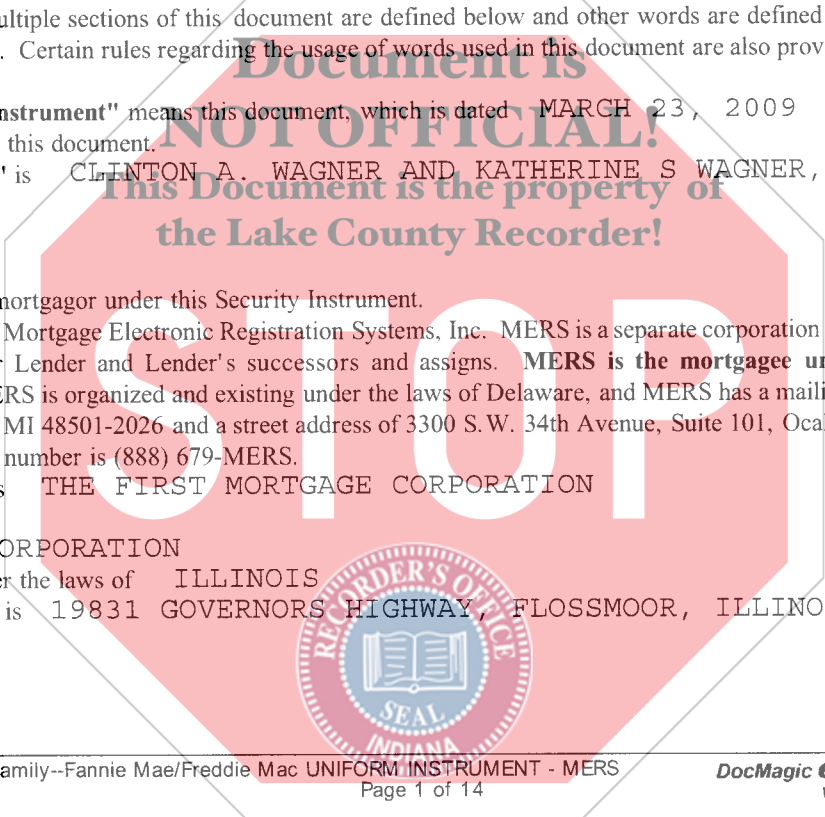 ultiple sections of this document are defined below and other words are defined
. Certain rules regarding the usage of words used in this document are also prov
Document is
nstrument" means this document, which is dated MARCH 23, 2009
NOT OFFICIAL!
this document.
' is CLINTON A. WAGNER AND KATHERINE S WAGNER,
This Document is the property of
the Lake County Recorder!
mortgagor under this Security Instrument.
Mortgage Electronic Registration Systems, Inc. MERS is a separate corporation
r Lender and Lender's successors and assigns. MERS is the mortgagee un
ERS is organized and existing under the laws of Delaware, and MERS has a maili
MI 48501-2026 and a street address of 3300 S.W. 34th Avenue, Suite 101, Ocal
number is (888) 679-MERS.
STOP
s THE FIRST MORTGAGE CORPORATION
ORPORATION
er the laws of ILLINOIS
is 19831 GOVERNORS HIGHWAY, FLOSSMOOR, ILLINO
RECORDER'S OFFICE
SEAL
INDIANA
amily--Fannie Mae/Freddie Mac UNIFORM INSTRUMENT - MERS
DocMagic
Page 1 of 14